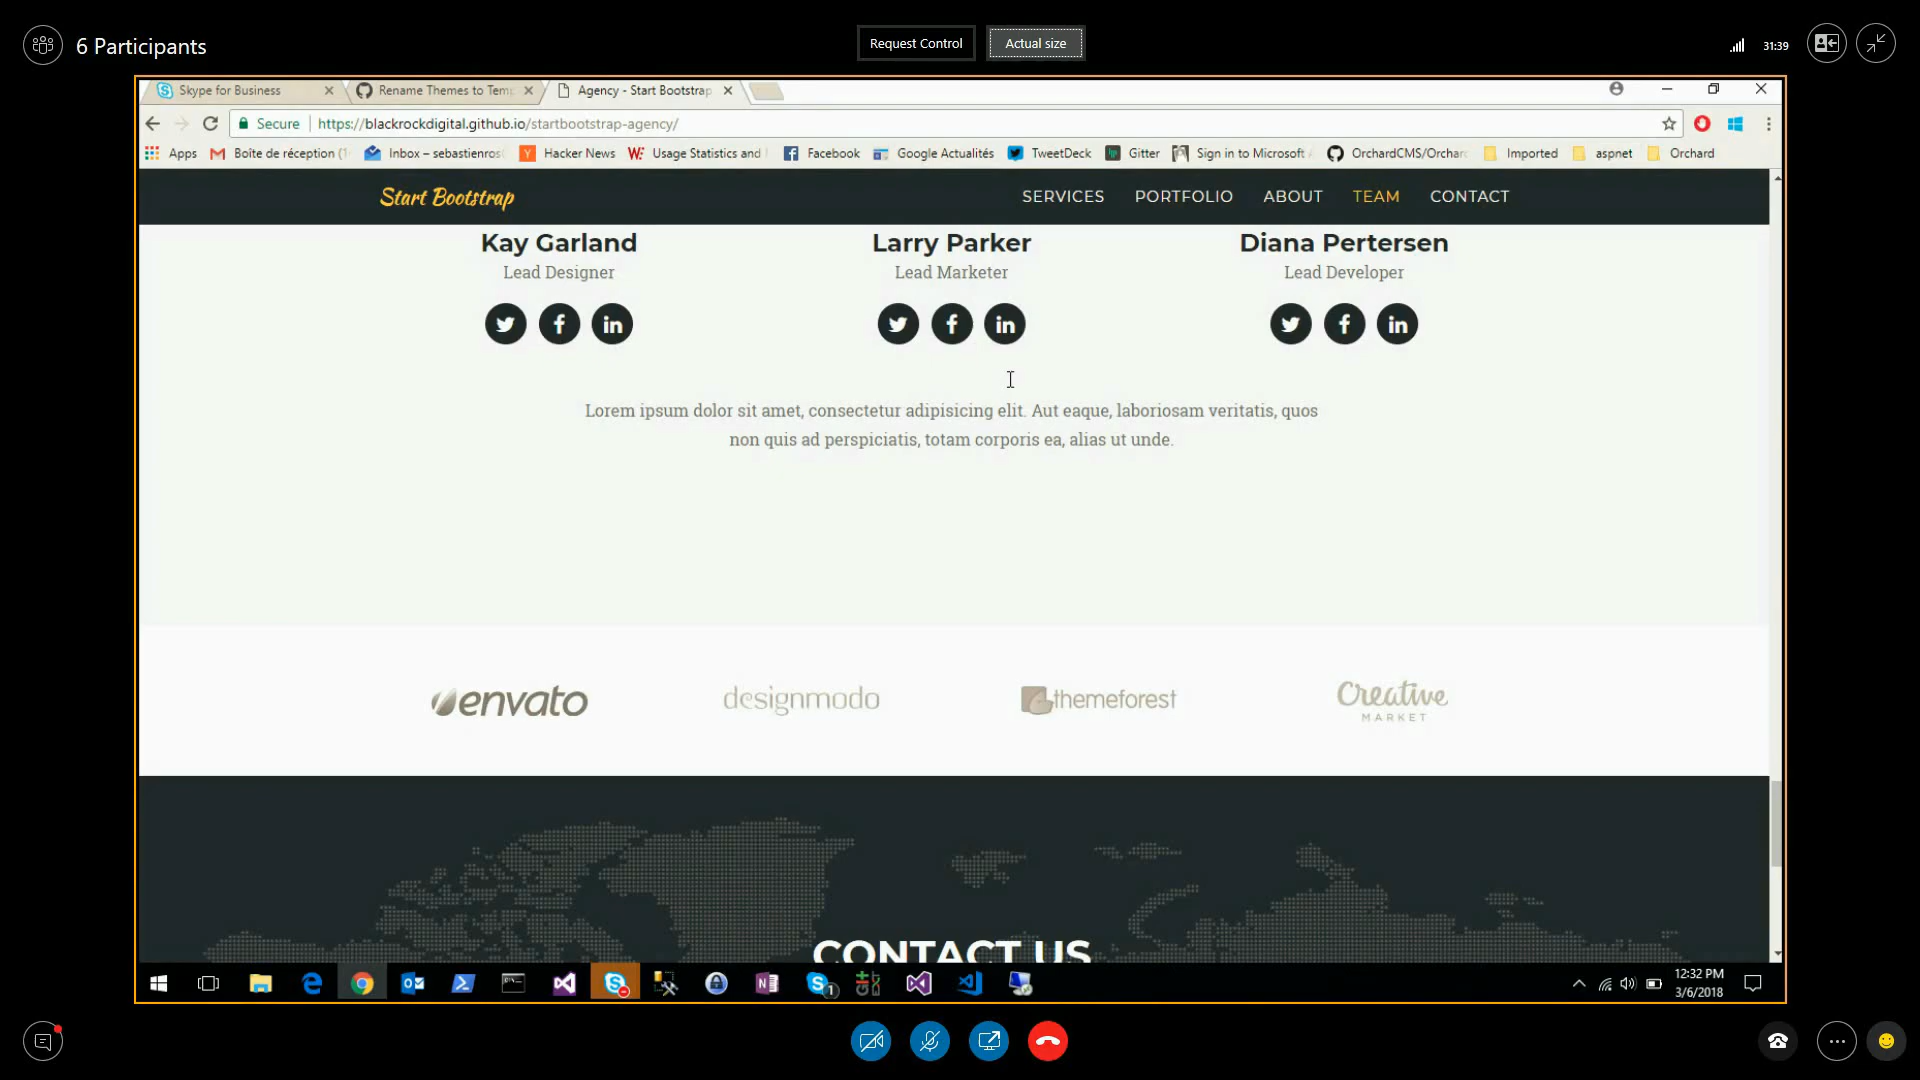 6 Participants
Request Control
Actual size
31:39
Skype for Business
Rename Themes to Temp
Agency - Start Bootstrap
Secure
https://blackrockdigital.github.io/startbootstrap-agency/
Apps
Boîte de réception (1
Inbox – sebastienros
Hacker News
Usage Statistics and
Facebook
Google Actualités
TweetDeck
Gitter
Sign in to Microsoft
OrchardCMS/Orchar
Imported
aspnet
Orchard
Start Bootstrap
SERVICES
PORTFOLIO
ABOUT
TEAM
CONTACT
Kay Garland
Larry Parker
Diana Pertersen
Lead Designer
Lead Marketer
Lead Developer
Lorem ipsum dolor sit amet, consectetur adipisicing elit. Aut eaque, laboriosam veritatis, quos
non quis ad perspiciatis, totam corporis ea, alias ut unde.
envato
designmodo
themeforest
Creative
MARKET
CONTACT US
12:32 PM
3/6/2018